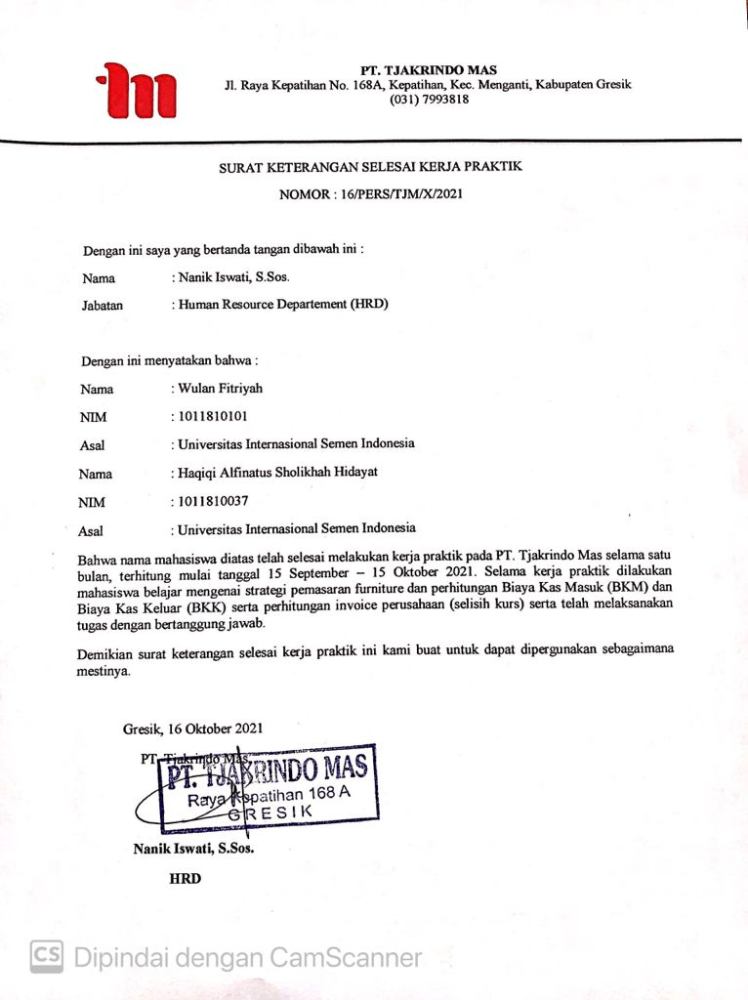 PT. TJAKRINDO MAS
Jl. Raya Kepatihan No. 168A, Kepatihan, Kec. Menganti, Kabupaten Gresik
(031) 7993818
SURAT KETERANGAN SELESAI KERJA PRAKTIK
NOMOR : 16/PERS/TJM/X/2021
Dengan ini saya yang bertanda tangan dibawah ini :
Nama : Nanik Iswati, S.Sos.
Jabatan : Human Resource Departement (HRD)
Dengan ini menyatakan bahwa :
Nama : Wulan Fitriyah
NIM : 1011810101
Asal : Universitas Internasional Semen Indonesia
Nama : Haqiqi Alfinatus Sholikhah Hidayat
NIM : 1011810037
Asal : Universitas Internasional Semen Indonesia
Bahwa nama mahasiswa diatas telah selesai melakukan kerja praktik pada PT. Tjakrindo Mas selama satu
bulan, terhitung mulai tanggal 15 September – 15 Oktober 2021. Selama kerja praktik dilakukan
mahasiswa belajar mengenai strategi pemasaran furniture dan perhitungan Biaya Kas Masuk (BKM) dan
Biaya Kas Keluar (BKK) serta perhitungan invoice perusahaan (selisih kurs) serta telah melaksanakan
tugas dengan bertanggung jawab.
Demikian surat keterangan selesai kerja praktik ini kami buat untuk dapat dipergunakan sebagaimana
mestinya.
Gresik, 16 Oktober 2021
PT. Tjakrindo Mas
PT. TJAKRINDO MAS
Raya Kepatihan 168 A
GRESIK
Nanik Iswati, S.Sos.
HRD
CS Dipindai dengan CamScanner